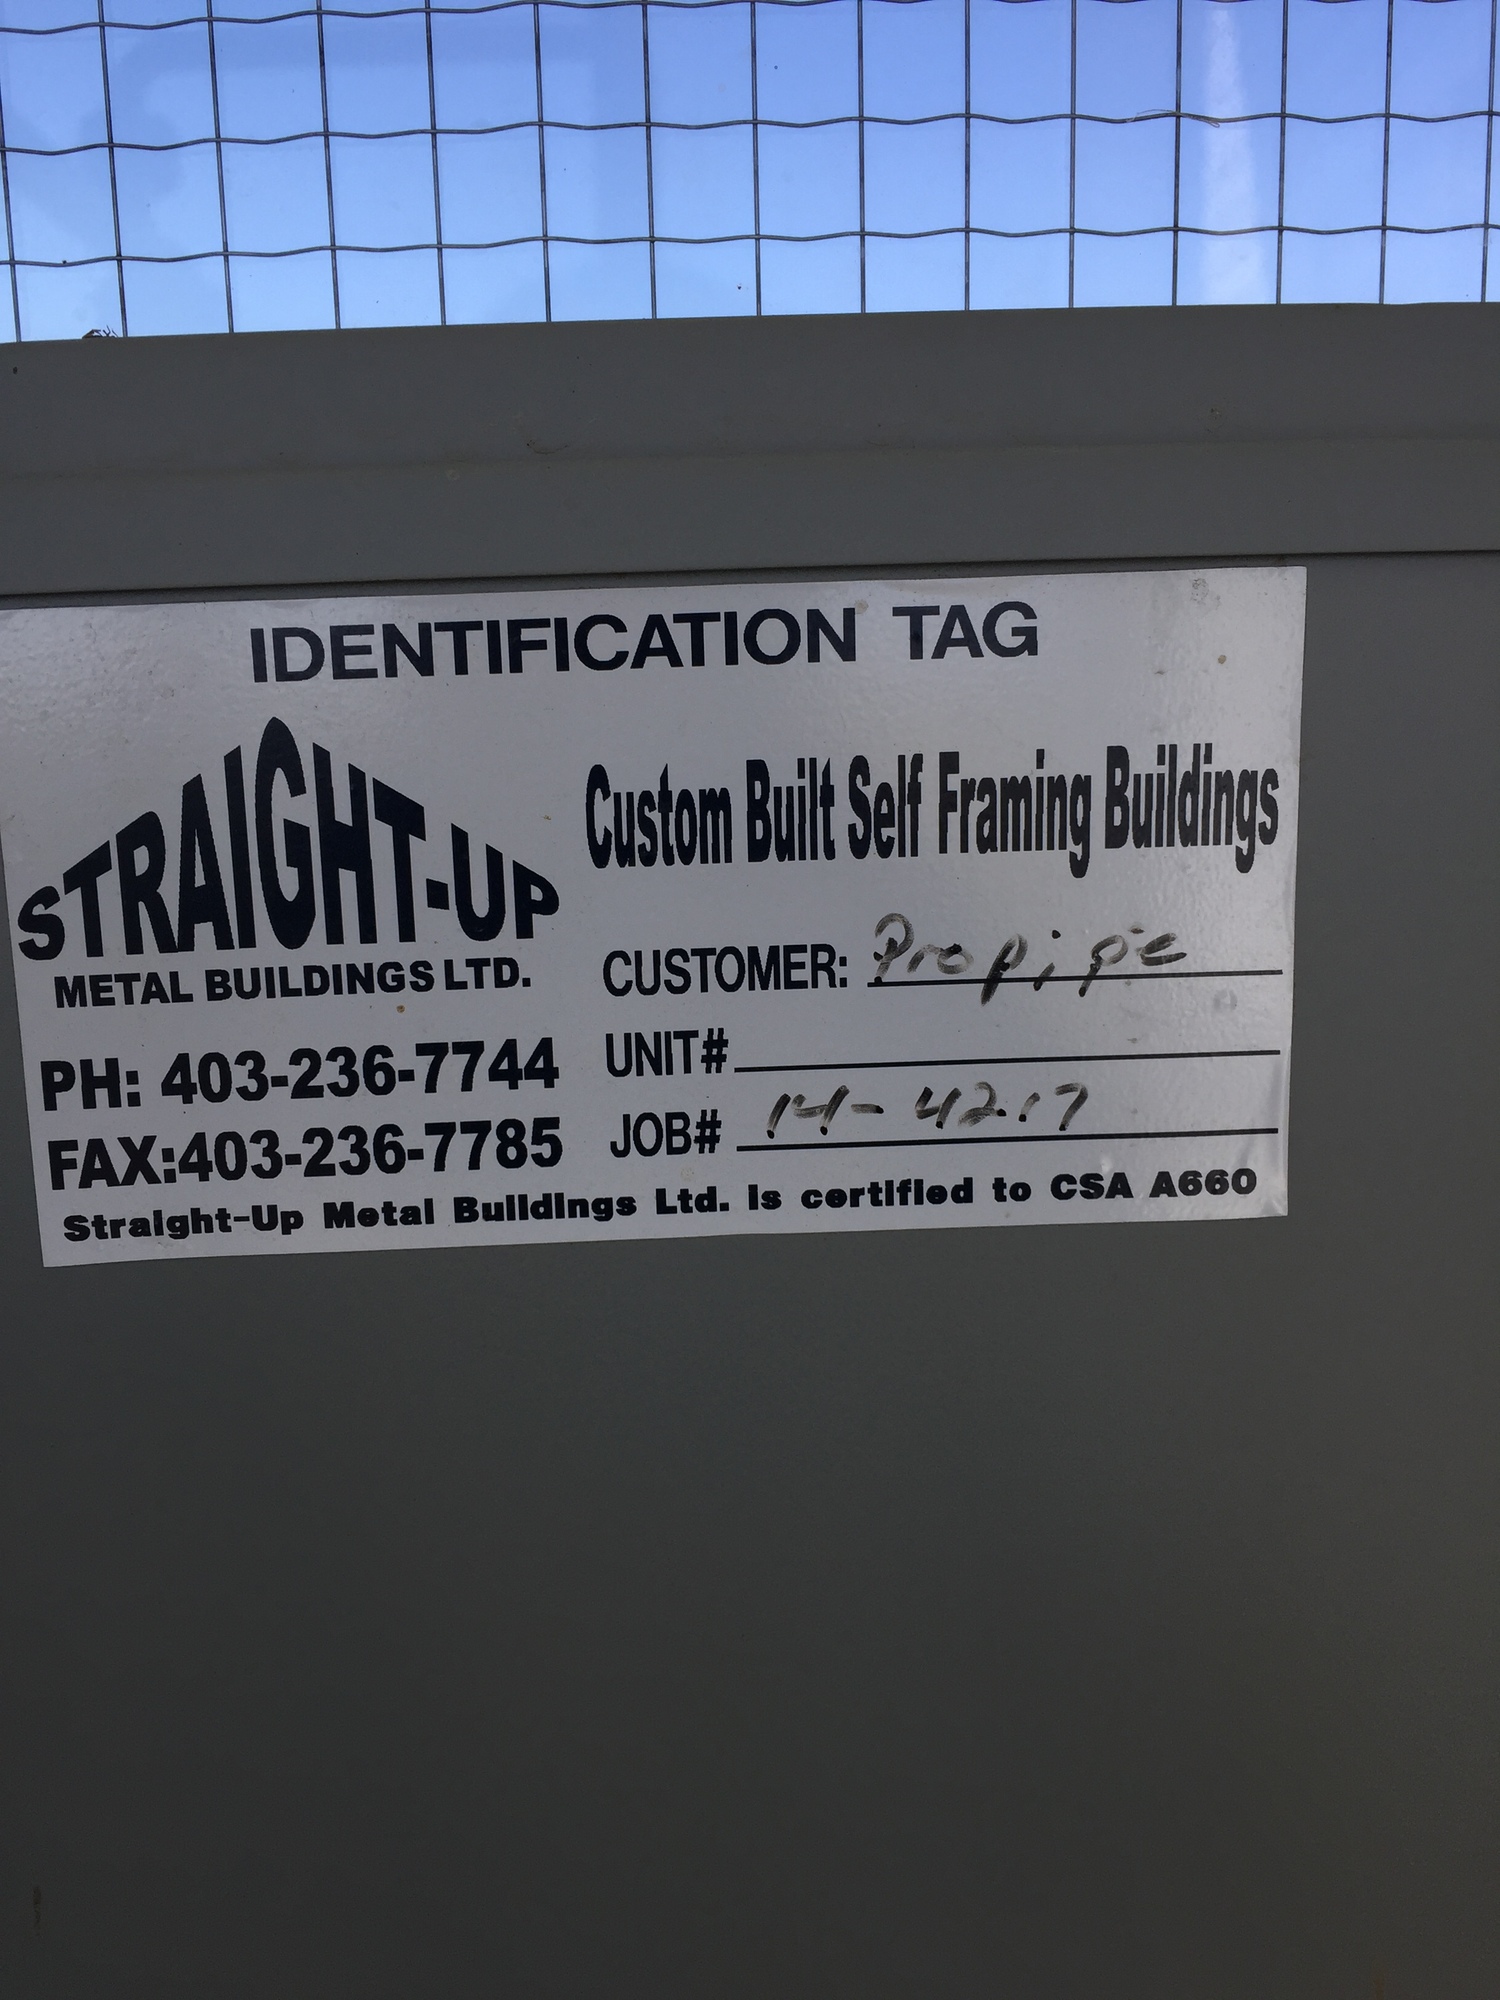 IDENTIFICATION TAG
STRAIGHT-UP
METAL BUILDINGS LTD.
PH: 403-236-7744
FAX:403-236-7785
Custom Built Self Framing Buildings
CUSTOMER: Propipe
UNIT#
JOB# 14-4217
Straight-Up Metal Buildings Ltd. is certified to CSA A660